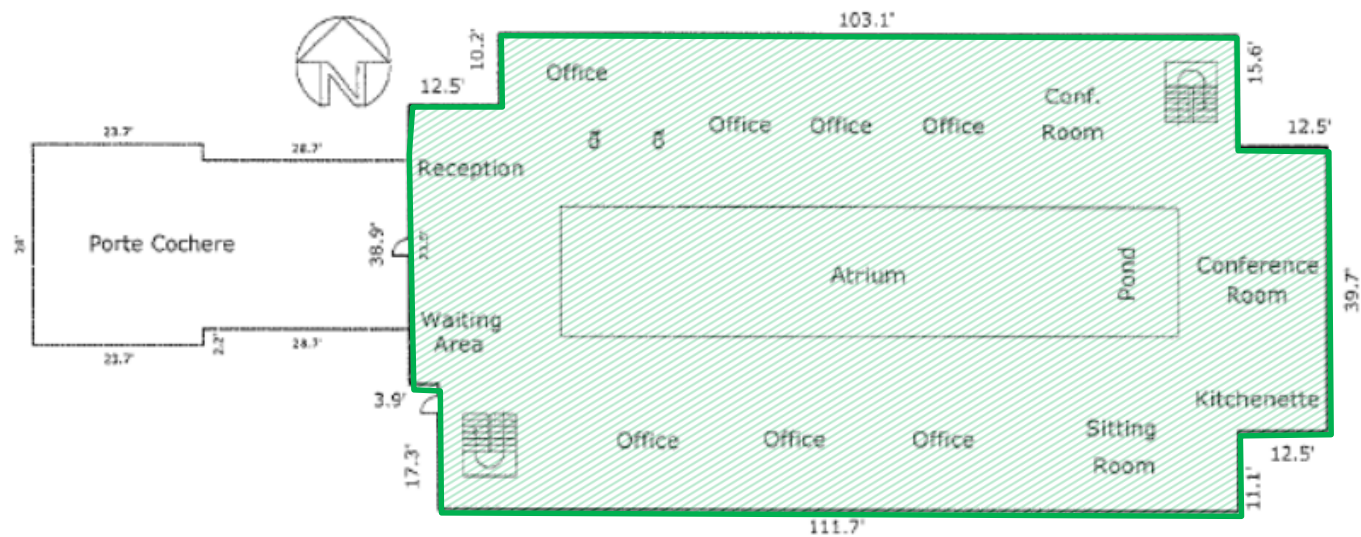 103.1'
10.2'
15.6'
N
12.5'
Office
Conf.
Room
Office
Office
Office
12.5'
23.7'
28.7'
Reception
Porte Cochere
38.9'
Atrium
Pond
Conference
Room
39.7'
Waiting
Area
2.2'
23.7'
28.7'
3.9'
Kitchenette
17.3'
Office
Office
Office
Sitting
Room
12.5'
11.1'
111.7'